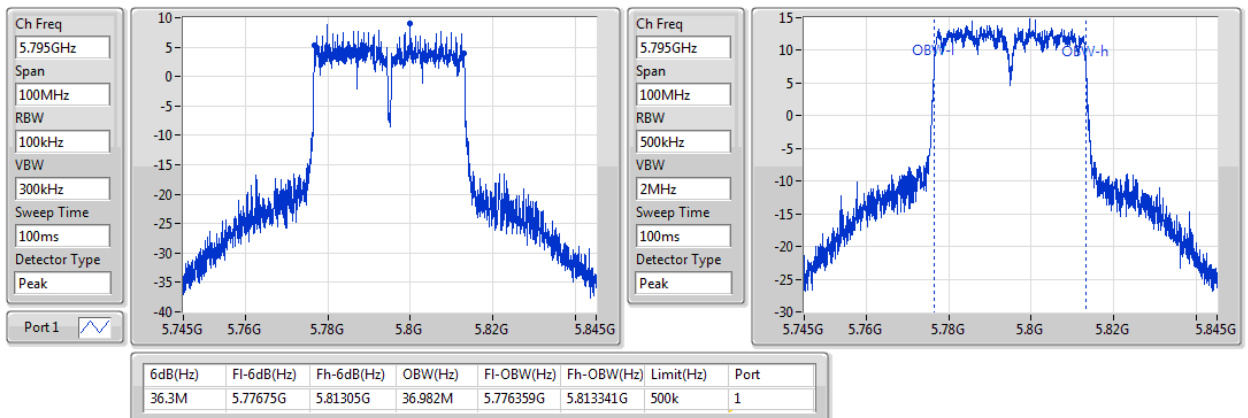 Ch Freq
5.795GHz
Span
100MHz
RBW
100kHz
VBW
300kHz
Sweep Time
100ms
Detector Type
Peak
Port 1
10
5
0
-5
-10
-15
-20
-25
-30
-35
-40
5.745G 5.76G 5.78G 5.8G 5.82G 5.845G
Ch Freq
5.795GHz
Span
100MHz
RBW
500kHz
VBW
2MHz
Sweep Time
100ms
Detector Type
Peak
15
10
5
0
-5
-10
-15
-20
-25
-30
OBW-l OBW-h
5.745G 5.76G 5.78G 5.8G 5.82G 5.845G
6dB(Hz) Fl-6dB(Hz) Fh-6dB(Hz) OBW(Hz) Fl-OBW(Hz) Fh-OBW(Hz) Limit(Hz) Port
36.3M 5.77675G 5.81305G 36.982M 5.776359G 5.813341G 500k 1